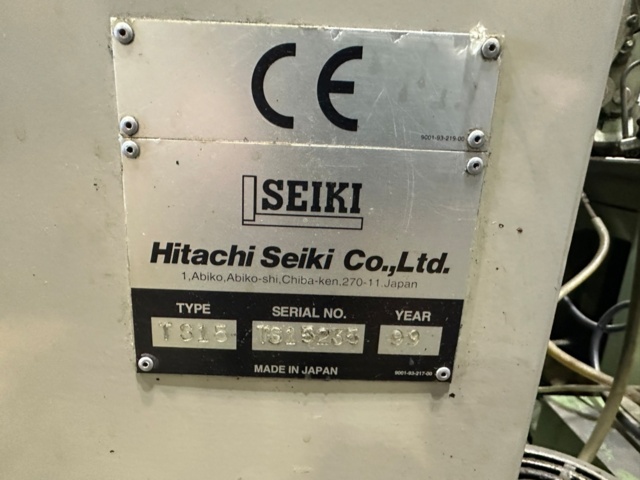 CE
9001-93-219-00
SEIKI
Hitachi Seiki Co.,Ltd.
1,Abiko,Abiko-shi,Chiba-ken,270-11.Japan
TYPE SERIAL NO. YEAR
TS15 TS15235 99
MADE IN JAPAN 9001-93-217-00